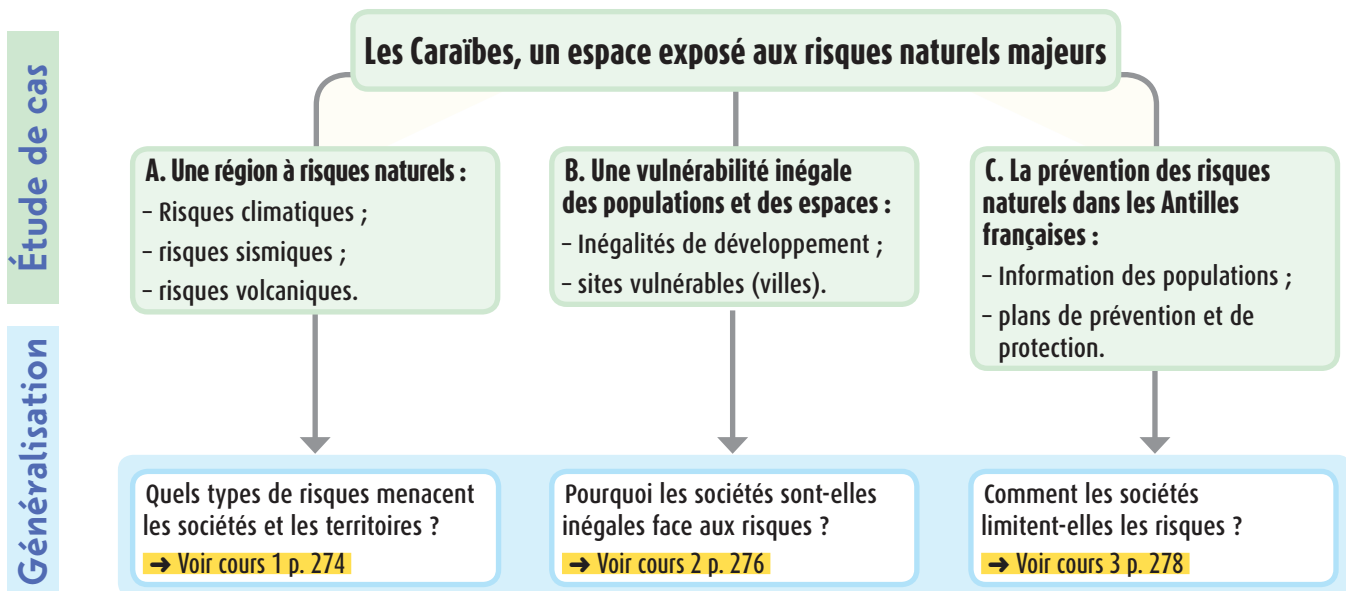 Étude de cas
Les Caraïbes, un espace exposé aux risques naturels majeurs
A. Une région à risques naturels :
– Risques climatiques ;
– risques sismiques ;
– risques volcaniques.
B. Une vulnérabilité inégale
des populations et des espaces :
– Inégalités de développement ;
– sites vulnérables (villes).
C. La prévention des risques
naturels dans les Antilles
françaises :
– Information des populations ;
– plans de prévention et de
protection.
Généralisation
Quels types de risques menacent
les sociétés et les territoires ?
→ Voir cours 1 p. 274
Pourquoi les sociétés sont-elles
inégales face aux risques ?
→ Voir cours 2 p. 276
Comment les sociétés
limitent-elles les risques ?
→ Voir cours 3 p. 278